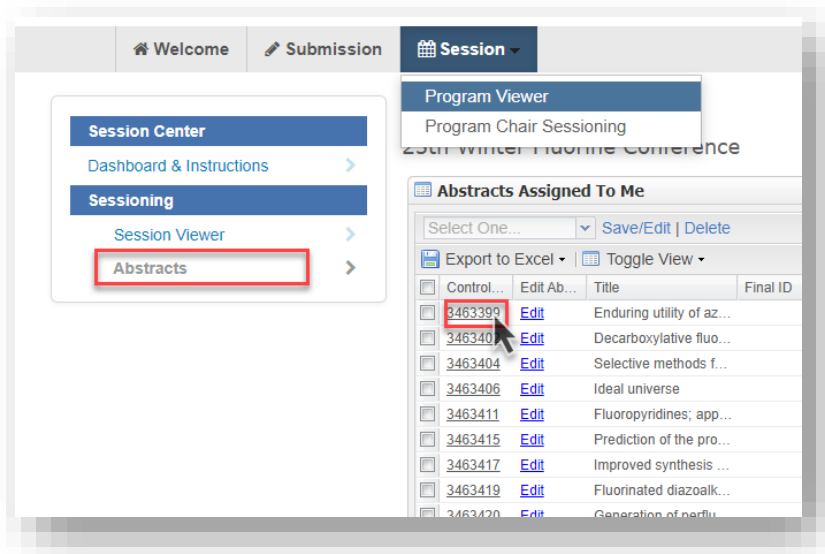 Welcome
Submission
Session
Program Viewer
Program Chair Sessioning
25th Winter Fluorine Conference
Session Center
Dashboard & Instructions
Sessioning
Session Viewer
Abstracts
Abstracts Assigned To Me
Select One...
Save/Edit | Delete
Export to Excel
Toggle View
Control... Edit Ab... Title Final ID
3463399 Edit Enduring utility of az...
Edit Decarboxylative fluo...
3463404 Edit Selective methods f...
3463406 Edit Ideal universe
3463411 Edit Fluoropyridines; app...
3463415 Edit Prediction of the pro...
3463417 Edit Improved synthesis ...
3463419 Edit Fluorinated diazoalk...
3463420 Edit Generation of perflu...